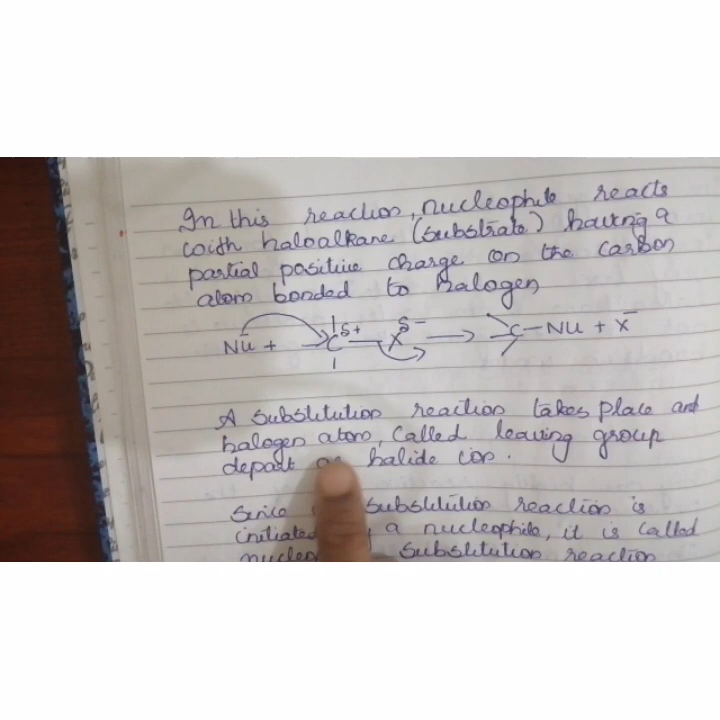 In this reaction, nucleophile reacts
with haloalkane (substrate) having a
partial positive charge on the carbon
atom bonded to halogen
Nu⁻ + —C^δ+—X^δ− → —C—Nu + X⁻
A substitution reaction takes place and
halogen atom, called leaving group
depart as halide ion.
Since substitution reaction is
initiated a nucleophile, it is called
substitution reaction